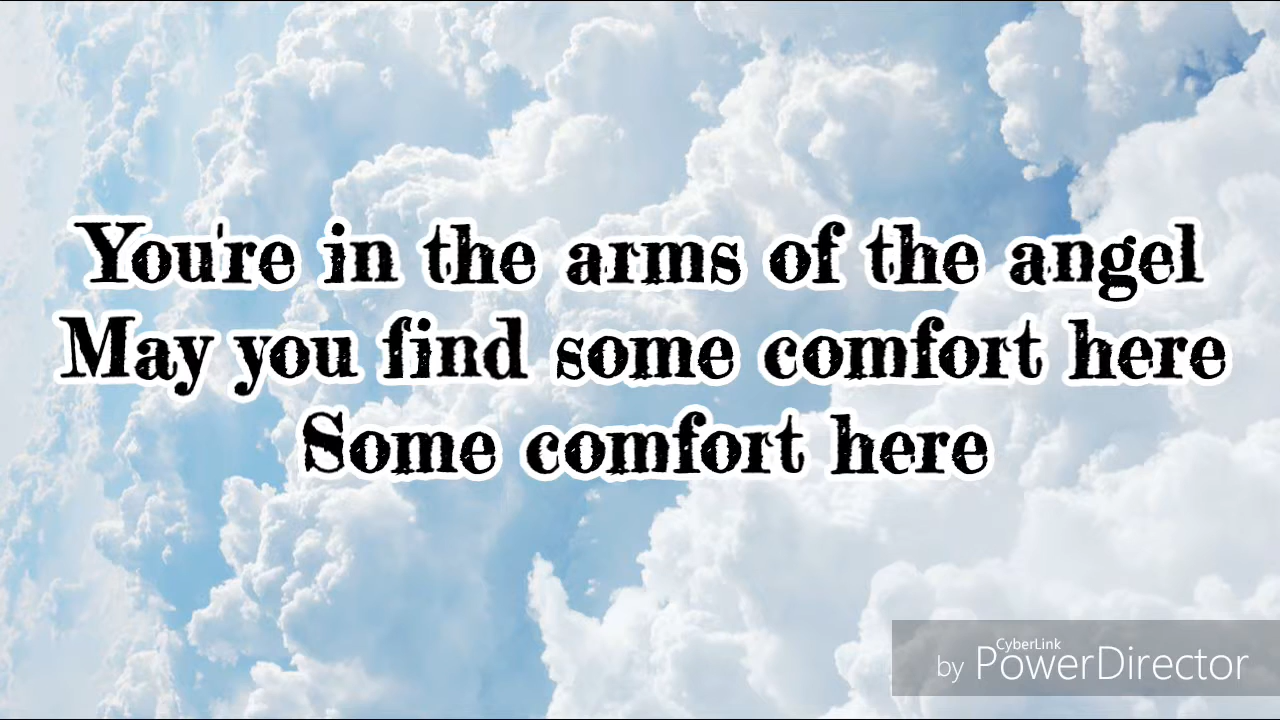 You're in the arms of the angel
May you find some comfort here
Some comfort here
CyberLink
by PowerDirector